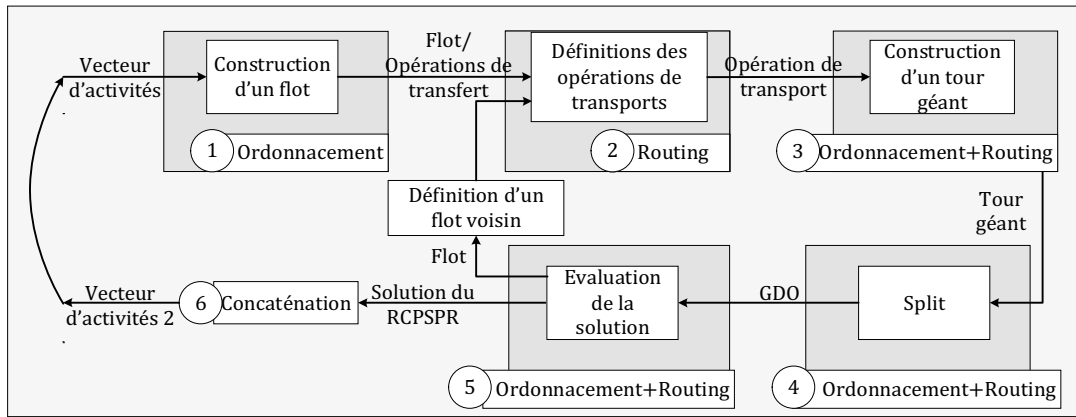 Vecteur
d'activités
.
Construction
d'un flot
1
Ordonnacement
Flot/
Opérations de
transfert
Définitions des
opérations de
transports
2
Routing
Opération de
transport
Construction
d'un tour
géant
3
Ordonnacement+Routing
Tour
géant
Définition d'un
flot voisin
Flot
Split
4
Ordonnacement+Routing
GDO
Evaluation
de la
solution
5
Ordonnacement+Routing
Solution du
RCPSPR
6
Concaténation
Vecteur
d'activités 2
.